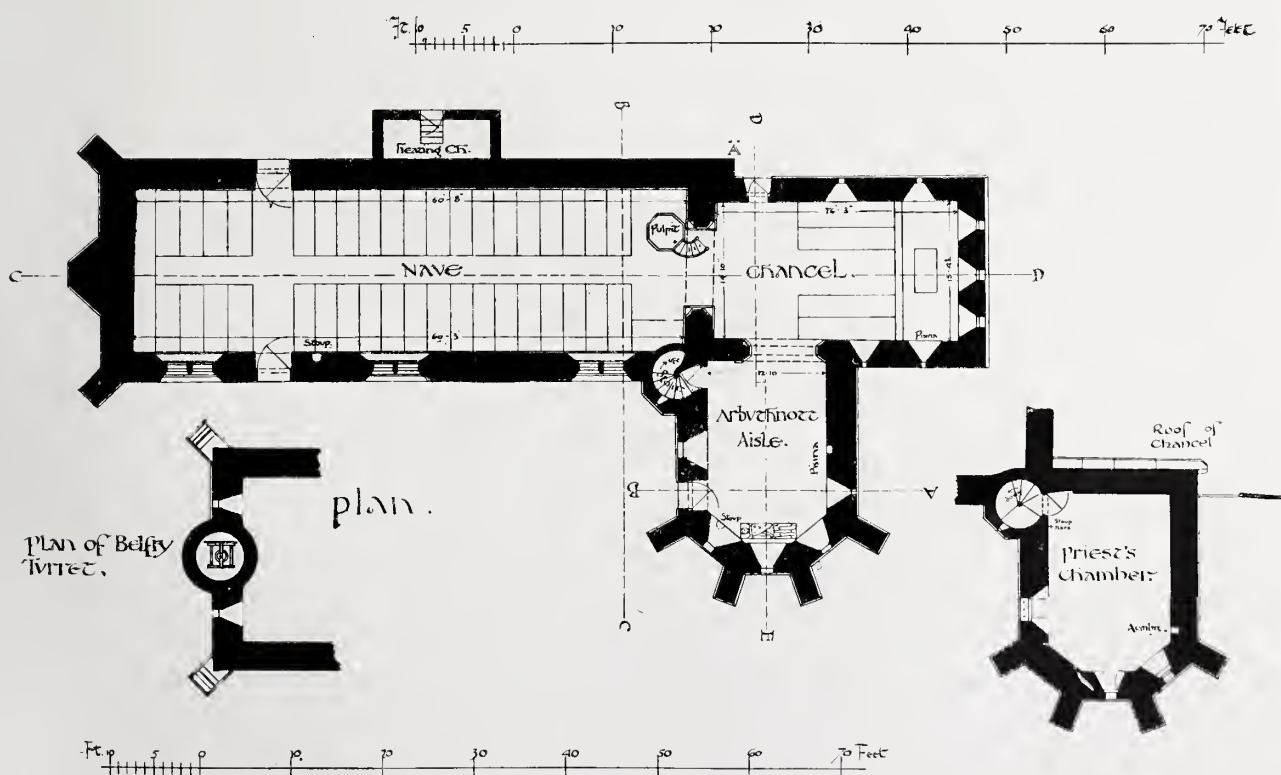 Ft. 10 5 0 10 20 30 40 50 60 70 Feet
B
D
A
Heating Ch.
60'-8"
Pulpit
26'-3"
C
NAVE
CHANCEL.
D
15'-4½
60'-3"
Stoup
Piscina
12-10
Arbuthnott
Aisle.
Piscina
Roof of
Chancel
B
A
Stoup
plan.
Plan of Belfry
Turret.
Stoup
here
Priest's
Chamber.
C
E
Ft. 10 5 0 10 20 30 40 50 60 70 Feet